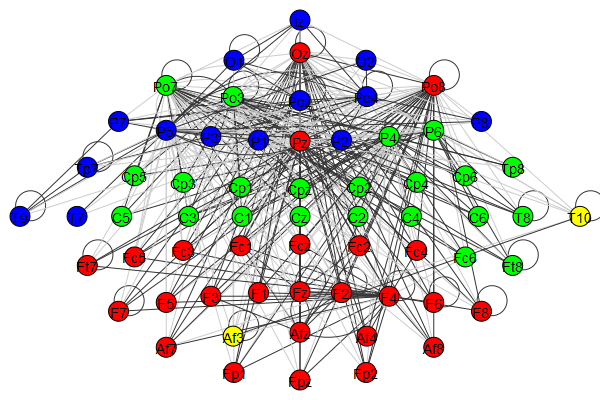 Iz
O1 Oz O2
Po7 Po3 Poz Po4 Po8
P7 P5 P3 P1 Pz P2 P4 P6 P8
Tp7 Cp5 Cp3 Cp1 Cpz Cp2 Cp4 Cp6 Tp8
T9 T7 C5 C3 C1 Cz C2 C4 C6 T8 T10
Ft7 Fc5 Fc3 Fc1 Fcz Fc2 Fc4 Fc6 Ft8
F7 F5 F3 F1 Fz F2 F4 F6 F8
Af7 Af3 Afz Af4 Af8
Fp1 Fpz Fp2